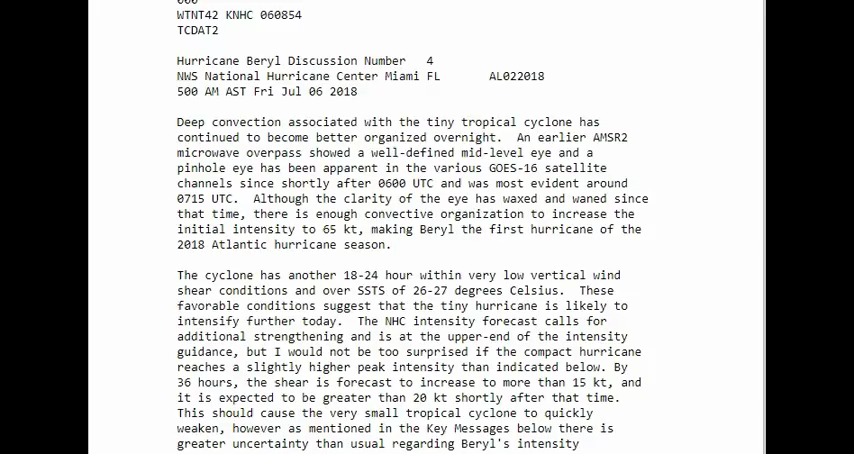 000
WTNT42 KNHC 060854
TCDAT2
Hurricane Beryl Discussion Number   4
NWS National Hurricane Center Miami FL       AL022018
500 AM AST Fri Jul 06 2018
Deep convection associated with the tiny tropical cyclone has
continued to become better organized overnight.  An earlier AMSR2
microwave overpass showed a well-defined mid-level eye and a
pinhole eye has been apparent in the various GOES-16 satellite
channels since shortly after 0600 UTC and was most evident around
0715 UTC.  Although the clarity of the eye has waxed and waned since
that time, there is enough convective organization to increase the
initial intensity to 65 kt, making Beryl the first hurricane of the
2018 Atlantic hurricane season.
The cyclone has another 18-24 hour within very low vertical wind
shear conditions and over SSTS of 26-27 degrees Celsius.  These
favorable conditions suggest that the tiny hurricane is likely to
intensify further today.  The NHC intensity forecast calls for
additional strengthening and is at the upper-end of the intensity
guidance, but I would not be too surprised if the compact hurricane
reaches a slightly higher peak intensity than indicated below. By
36 hours, the shear is forecast to increase to more than 15 kt, and
it is expected to be greater than 20 kt shortly after that time.
This should cause the very small tropical cyclone to quickly
weaken, however as mentioned in the Key Messages below there is
greater uncertainty than usual regarding Beryl's intensity